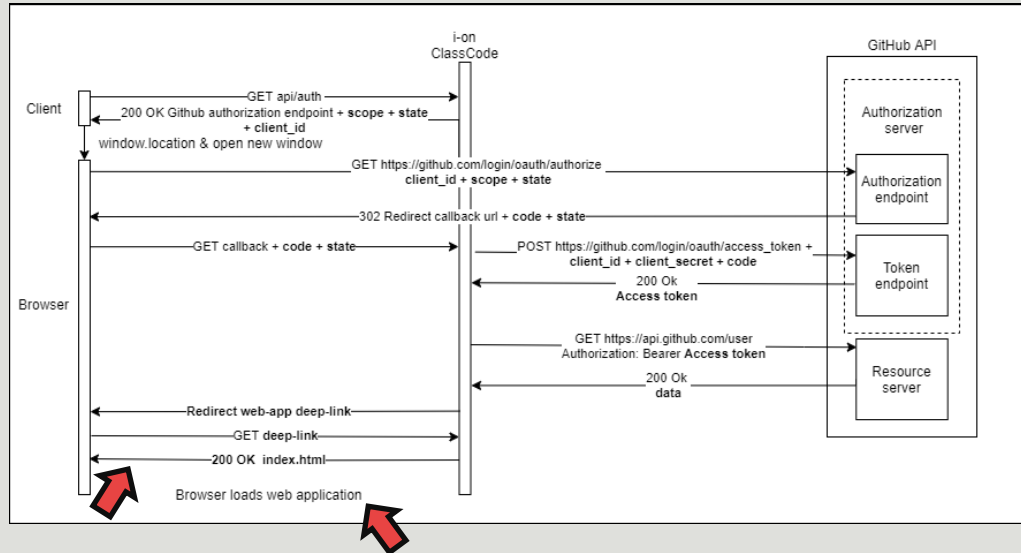 i-on
ClassCode
GitHub API
Client
GET api/auth
200 OK Github authorization endpoint + scope + state
+ client_id
window.location & open new window
Authorization
server
GET https://github.com/login/oauth/authorize
client_id + scope + state
Authorization
endpoint
302 Redirect callback url + code + state
GET callback + code + state
POST https://github.com/login/oauth/access_token +
client_id + client_secret + code
Token
endpoint
200 Ok
Access token
Browser
GET https://api.github.com/user
Authorization: Bearer Access token
Resource
server
200 Ok
data
Redirect web-app deep-link
GET deep-link
200 OK index.html
Browser loads web application